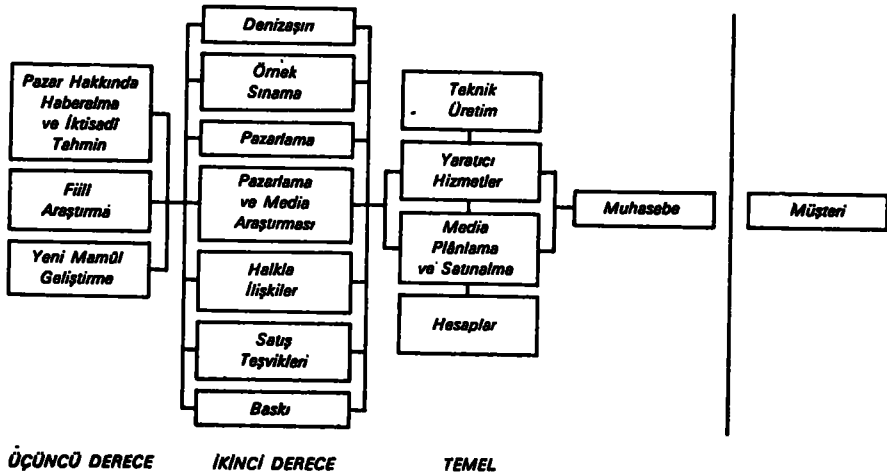 Pazar Hakkında
Haberalma
ve İktisadî
Tahmin
Fiilî
Araştırma
Yeni Mamûl
Geliştirme
Denizaşırı
Örnek
Sınama
Pazarlama
Pazarlama
ve Media
Araştırması
Halkla
İlişkiler
Satış
Teşvikleri
Baskı
Teknik
Üretim
Yaratıcı
Hizmetler
Media
Plânlama
ve Satınalma
Hesaplar
Muhasebe
Müşteri
ÜÇÜNCÜ DERECE
İKİNCİ DERECE
TEMEL